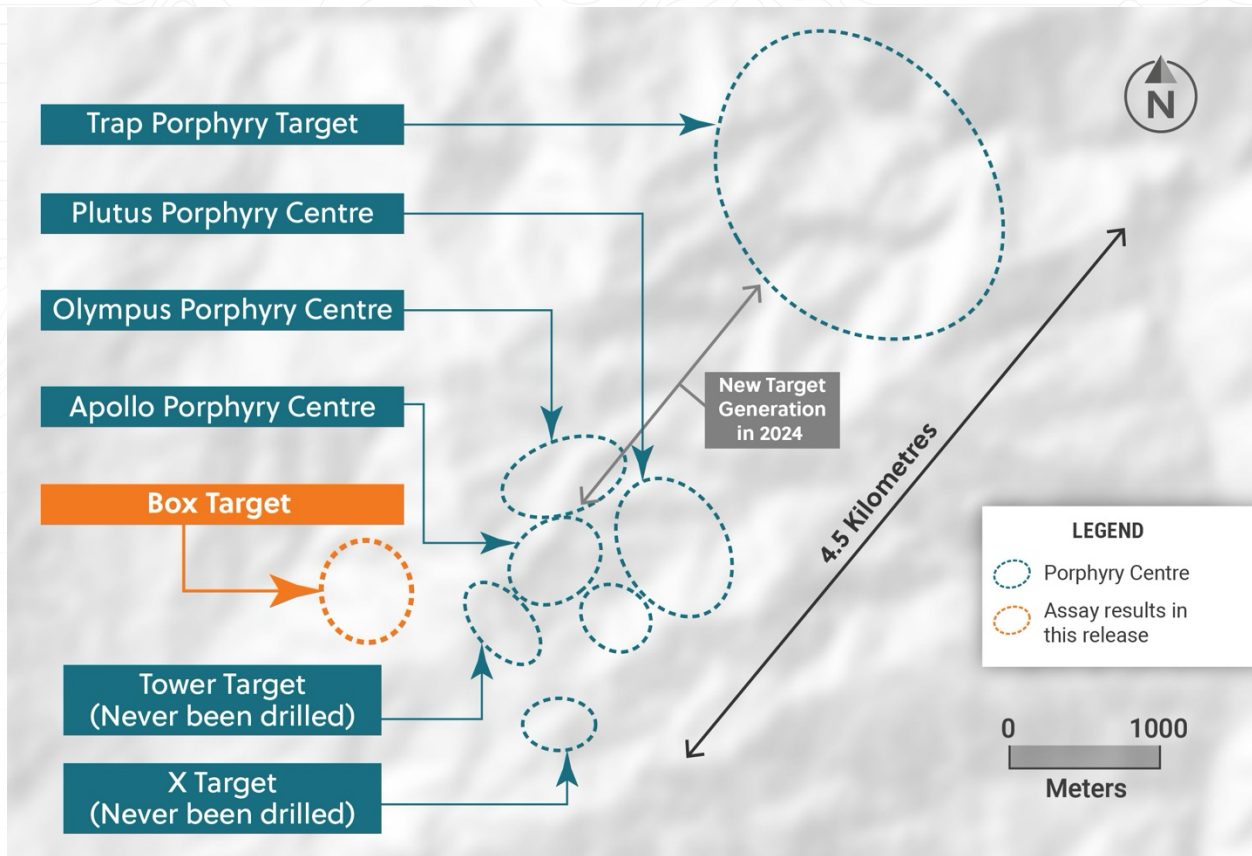 Trap Porphyry Target
N
Plutus Porphyry Centre
Olympus Porphyry Centre
Apollo Porphyry Centre
New Target
Generation
in 2024
Box Target
4.5 Kilometres
LEGEND
Porphyry Centre
Assay results in
this release
Tower Target
(Never been drilled)
X Target
(Never been drilled)
0 1000
Meters